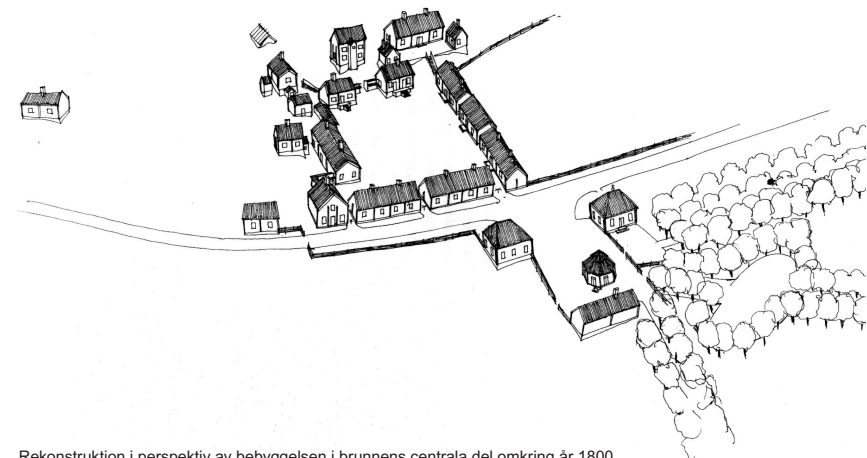 Rekonstruktion i perspektiv av bebyggelsen i brunnens centrala del omkring år 1800